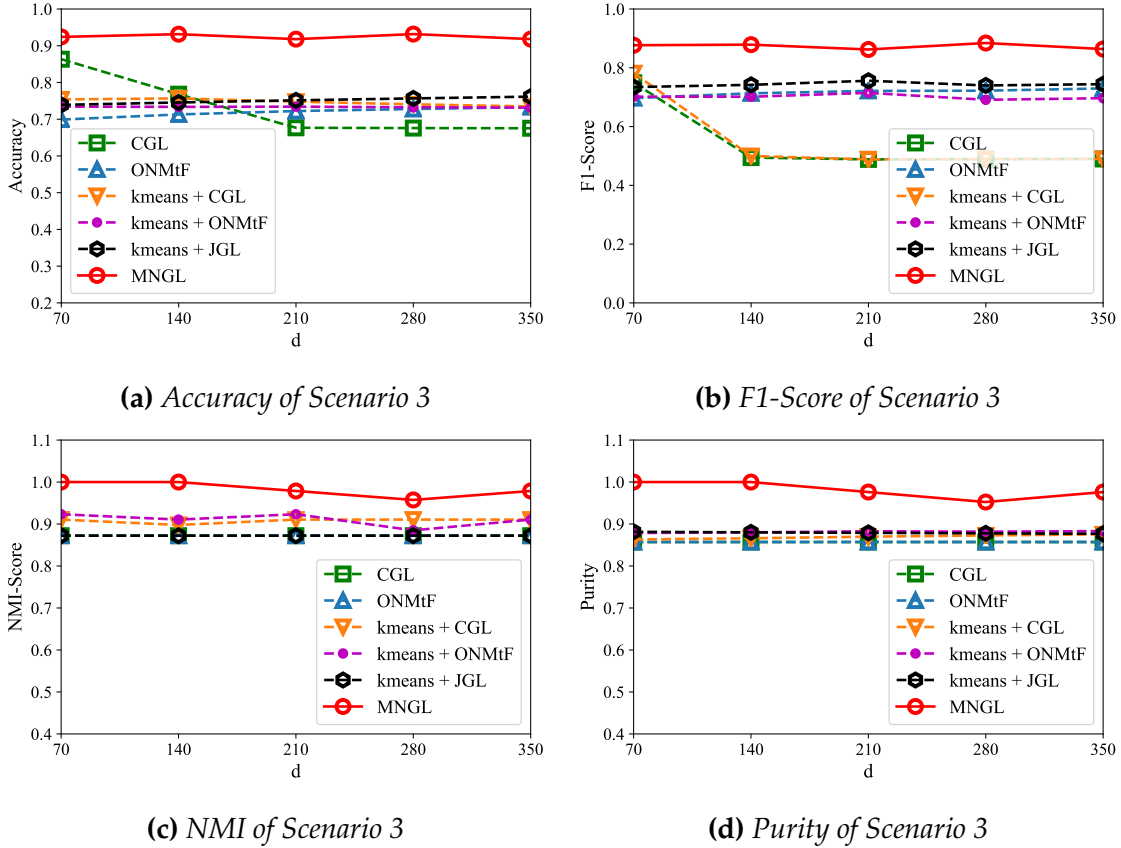 1.0
0.9
0.8
0.7
0.6
0.5
0.4
0.3
0.2
Accuracy
CGL
ONMtF
kmeans + CGL
kmeans + ONMtF
kmeans + JGL
MNGL
70 140 210 280 350
d
(a) Accuracy of Scenario 3
1.0
0.8
0.6
0.4
0.2
0.0
F1-Score
CGL
ONMtF
kmeans + CGL
kmeans + ONMtF
kmeans + JGL
MNGL
70 140 210 280 350
d
(b) F1-Score of Scenario 3
1.1
1.0
0.9
0.8
0.7
0.6
0.5
0.4
NMI-Score
CGL
ONMtF
kmeans + CGL
kmeans + ONMtF
kmeans + JGL
MNGL
70 140 210 280 350
d
(c) NMI of Scenario 3
1.1
1.0
0.9
0.8
0.7
0.6
0.5
0.4
Purity
CGL
ONMtF
kmeans + CGL
kmeans + ONMtF
kmeans + JGL
MNGL
70 140 210 280 350
d
(d) Purity of Scenario 3